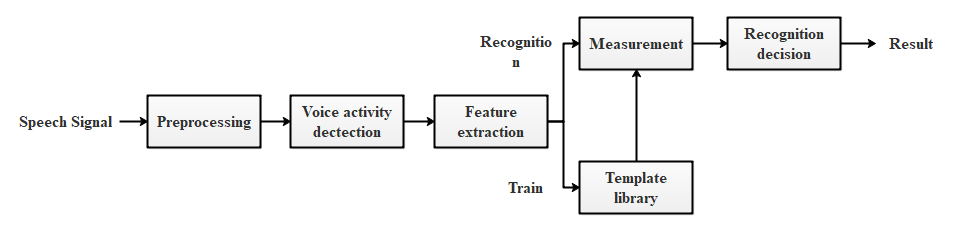 Recognitio
n
Measurement
Recognition
decision
Result
Speech Signal
Preprocessing
Voice activity
dectection
Feature
extraction
Train
Template
library